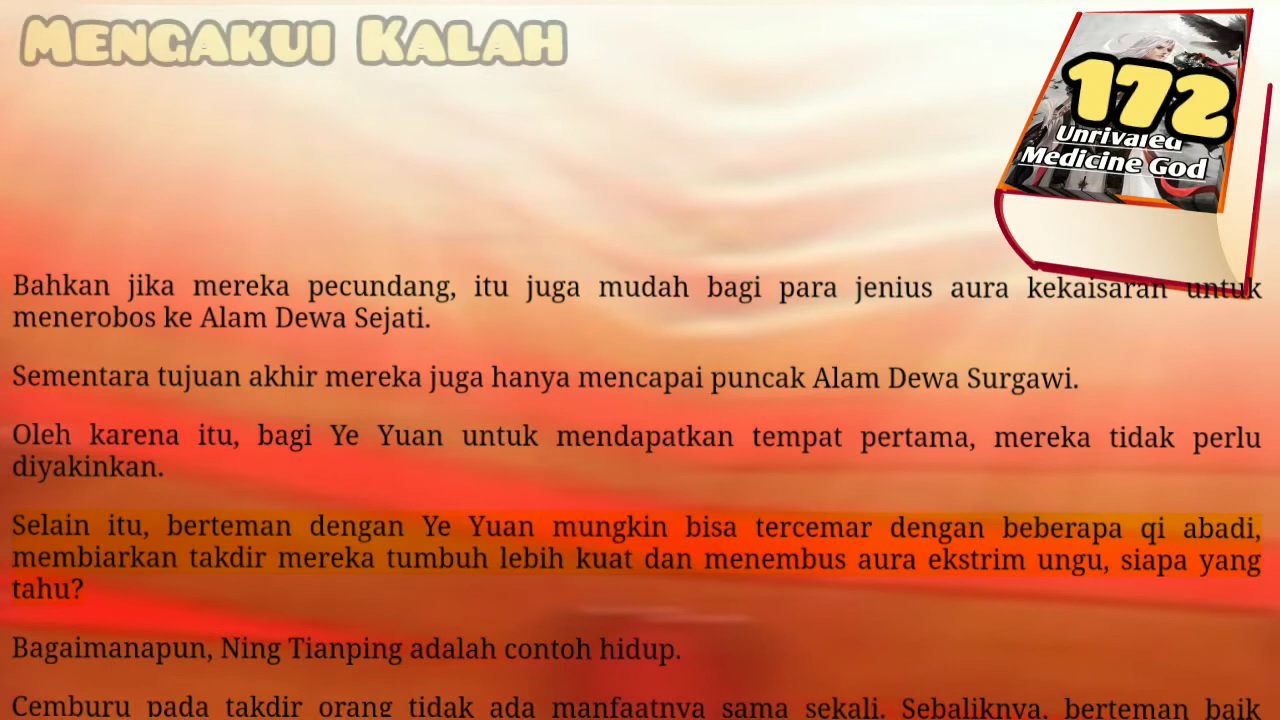 Mengakui Kalah
172
Unrivaled
Medicine God
Bahkan jika mereka pecundang, itu juga mudah bagi para jenius aura kekaisaran untuk
menerobos ke Alam Dewa Sejati.
Sementara tujuan akhir mereka juga hanya mencapai puncak Alam Dewa Surgawi.
Oleh karena itu, bagi Ye Yuan untuk mendapatkan tempat pertama, mereka tidak perlu
diyakinkan.
Selain itu, berteman dengan Ye Yuan mungkin bisa tercemar dengan beberapa qi abadi,
membiarkan takdir mereka tumbuh lebih kuat dan menembus aura ekstrim ungu, siapa yang
tahu?
Bagaimanapun, Ning Tianping adalah contoh hidup.
Cemburu pada takdir orang tidak ada manfaatnya sama sekali. Sebaliknya, berteman baik